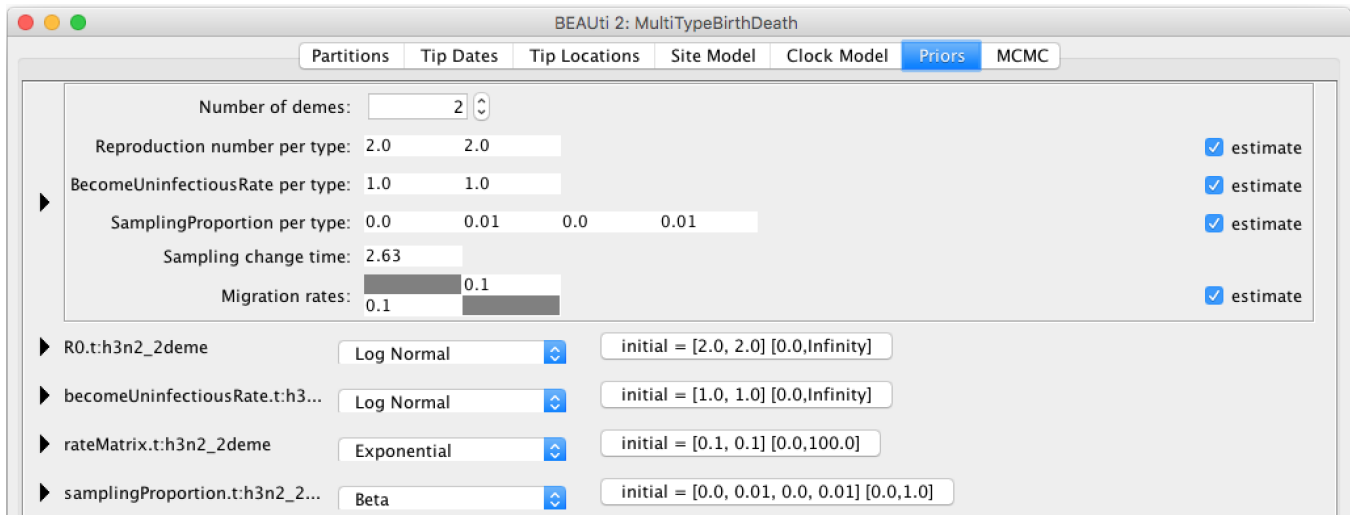 BEAUti 2: MultiTypeBirthDeath
Partitions Tip Dates Tip Locations Site Model Clock Model Priors MCMC
Number of demes: 2
Reproduction number per type: 2.0 2.0 estimate
BecomeUninfectiousRate per type: 1.0 1.0 estimate
SamplingProportion per type: 0.0 0.01 0.0 0.01 estimate
Sampling change time: 2.63
0.1
Migration rates: estimate
0.1
R0.t:h3n2_2deme Log Normal initial = [2.0, 2.0] [0.0,Infinity]
becomeUninfectiousRate.t:h3... Log Normal initial = [1.0, 1.0] [0.0,Infinity]
rateMatrix.t:h3n2_2deme Exponential initial = [0.1, 0.1] [0.0,100.0]
samplingProportion.t:h3n2_2... Beta initial = [0.0, 0.01, 0.0, 0.01] [0.0,1.0]